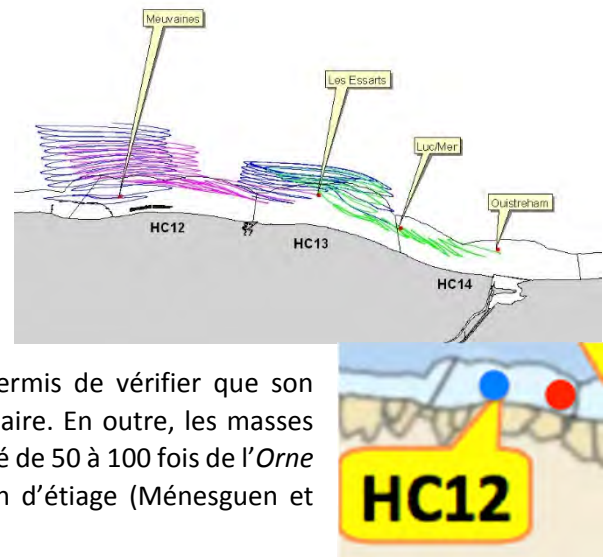 Meuvaines
Les Essarts
Luc/Mer
Ouistreham
HC12
HC13
HC14
ermis de vérifier que son
aire. En outre, les masses
é de 50 à 100 fois de l’Orne
n d’étiage (Ménesguen et
HC12